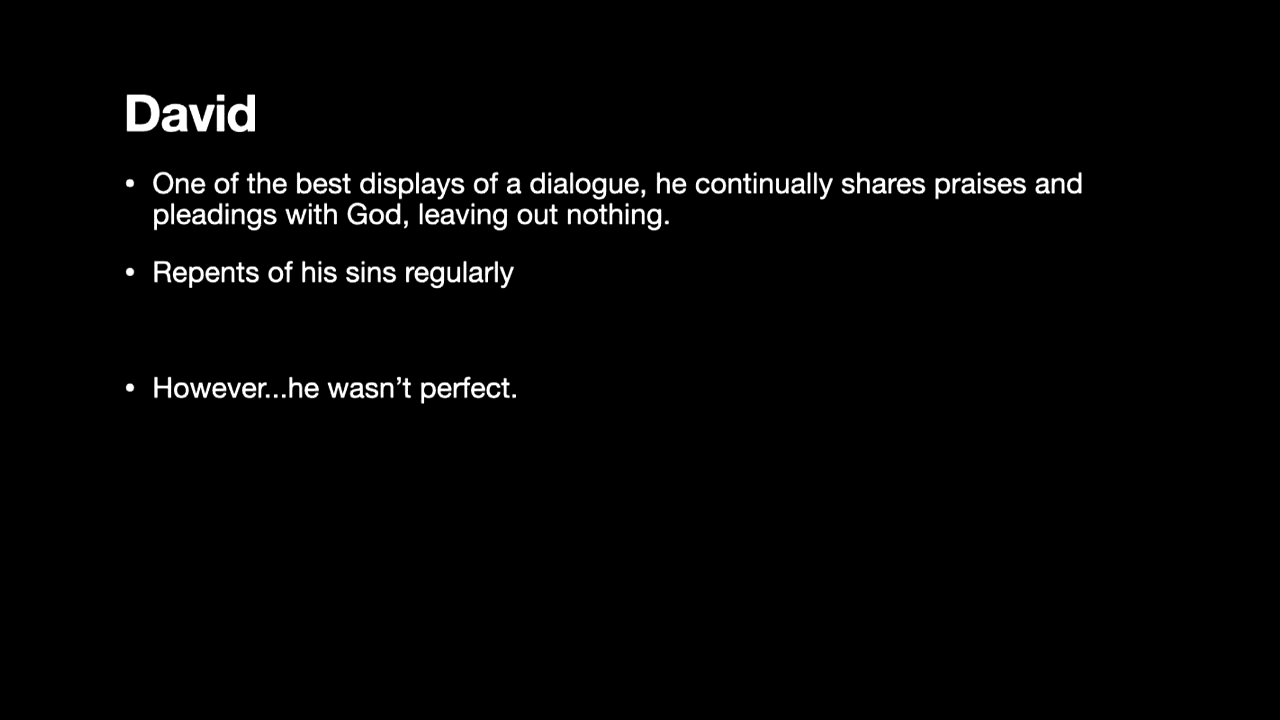 David
• One of the best displays of a dialogue, he continually shares praises and
pleadings with God, leaving out nothing.
• Repents of his sins regularly
• However...he wasn’t perfect.